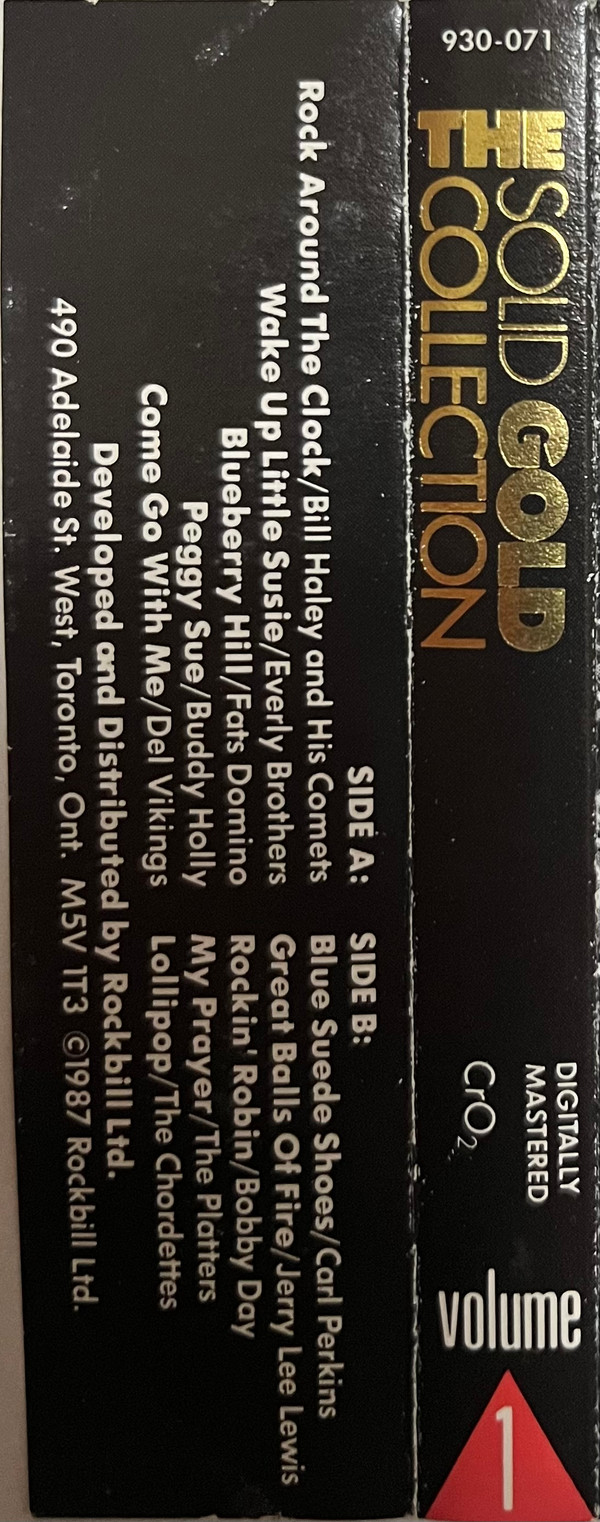 930-071
THE SOLID GOLD
COLLECTION
DIGITALLY
MASTERED
CrO2
volume
1
SIDE A:
Rock Around The Clock/Bill Haley and His Comets
Wake Up Little Susie/Everly Brothers
Blueberry Hill/Fats Domino
Peggy Sue/Buddy Holly
Come Go With Me/Del Vikings
SIDE B:
Blue Suede Shoes/Carl Perkins
Great Balls Of Fire/Jerry Lee Lewis
Rockin' Robin/Bobby Day
My Prayer/The Platters
Lollipop/The Chordettes
Developed and Distributed by Rockbill Ltd.
490 Adelaide St. West, Toronto, Ont. M5V 1T3 ©1987 Rockbill Ltd.